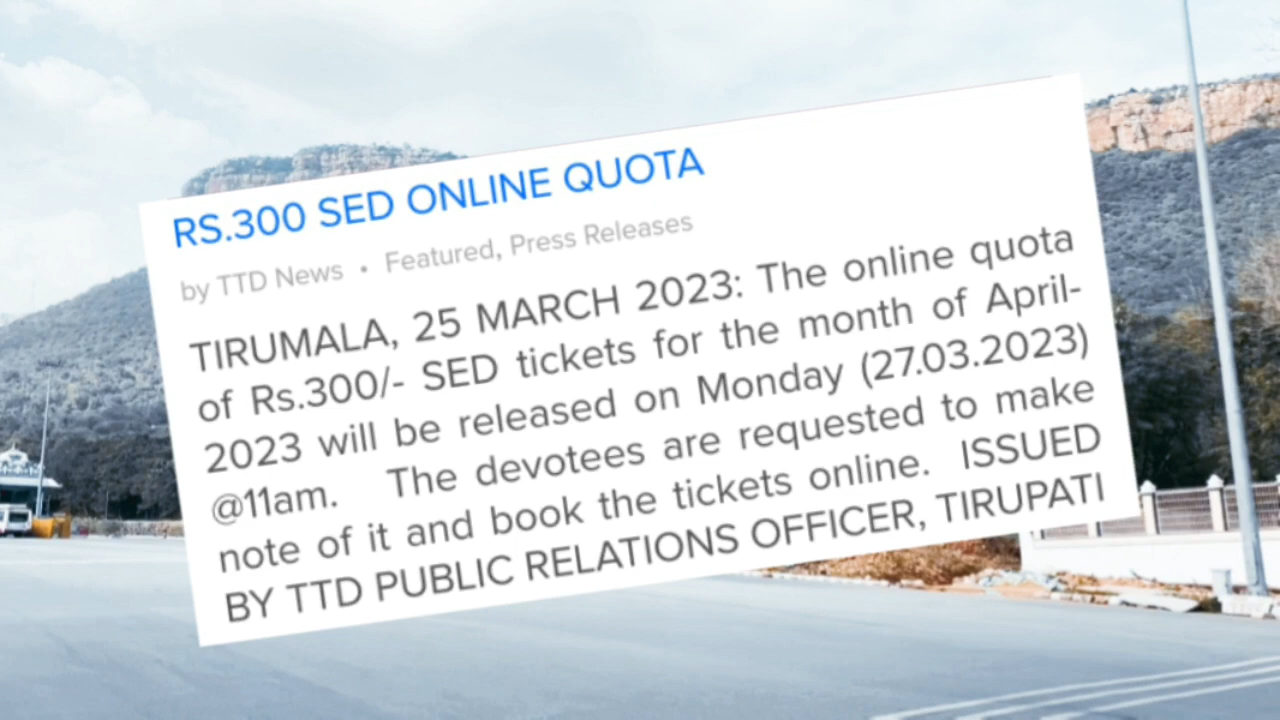 RS.300 SED ONLINE QUOTA
by TTD News • Featured, Press Releases
TIRUMALA, 25 MARCH 2023: The online quota
of Rs.300/- SED tickets for the month of April-
2023 will be released on Monday (27.03.2023)
@11am. The devotees are requested to make
note of it and book the tickets online. ISSUED
BY TTD PUBLIC RELATIONS OFFICER, TIRUPATI